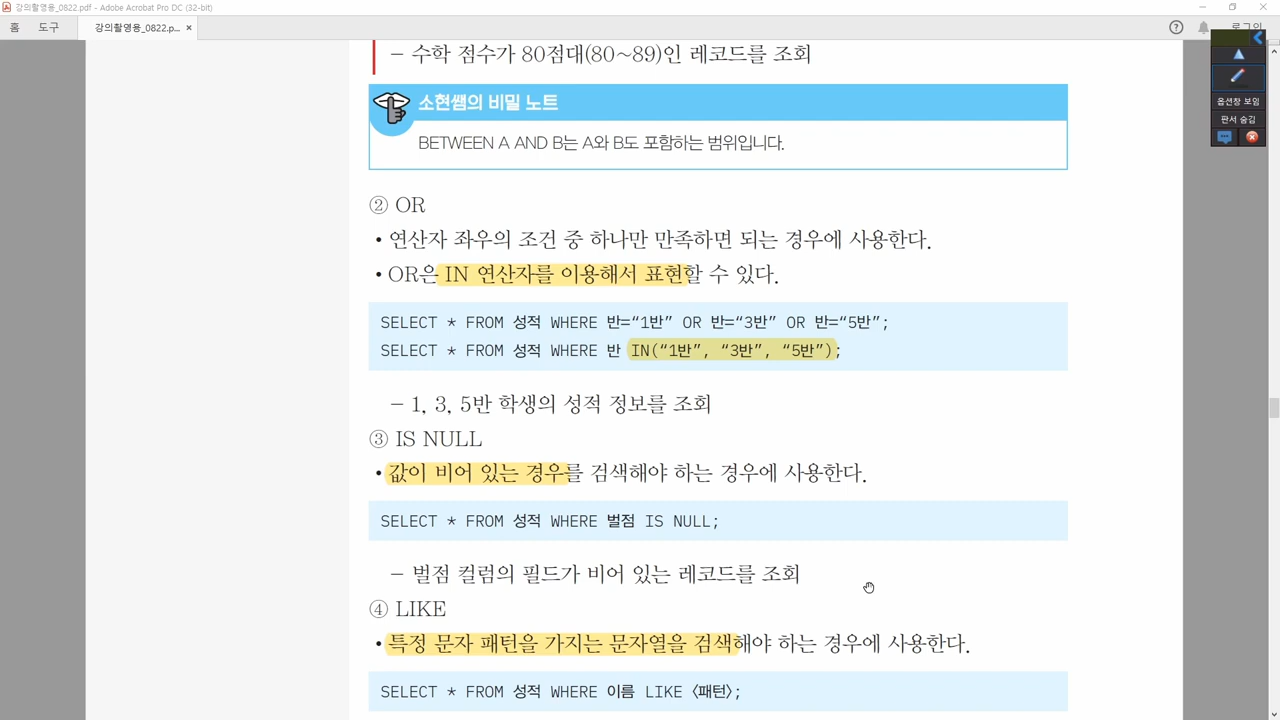 강의촬영용_0822.pdf - Adobe Acrobat Pro DC (32-bit)
홈 도구 강의촬영용_0822.p... × 로그인
– 수학 점수가 80점대(80~89)인 레코드를 조회
소현쌤의 비밀 노트
BETWEEN A AND B는 A와 B도 포함하는 범위입니다.
옵션창 보임
판서 숨김
② OR
• 연산자 좌우의 조건 중 하나만 만족하면 되는 경우에 사용한다.
• OR은 IN 연산자를 이용해서 표현할 수 있다.
SELECT * FROM 성적 WHERE 반=“1반” OR 반=“3반” OR 반=“5반”;
SELECT * FROM 성적 WHERE 반 IN(“1반”, “3반”, “5반”);
– 1, 3, 5반 학생의 성적 정보를 조회
③ IS NULL
• 값이 비어 있는 경우를 검색해야 하는 경우에 사용한다.
SELECT * FROM 성적 WHERE 벌점 IS NULL;
– 벌점 컬럼의 필드가 비어 있는 레코드를 조회
④ LIKE
• 특정 문자 패턴을 가지는 문자열을 검색해야 하는 경우에 사용한다.
SELECT * FROM 성적 WHERE 이름 LIKE 〈패턴〉;